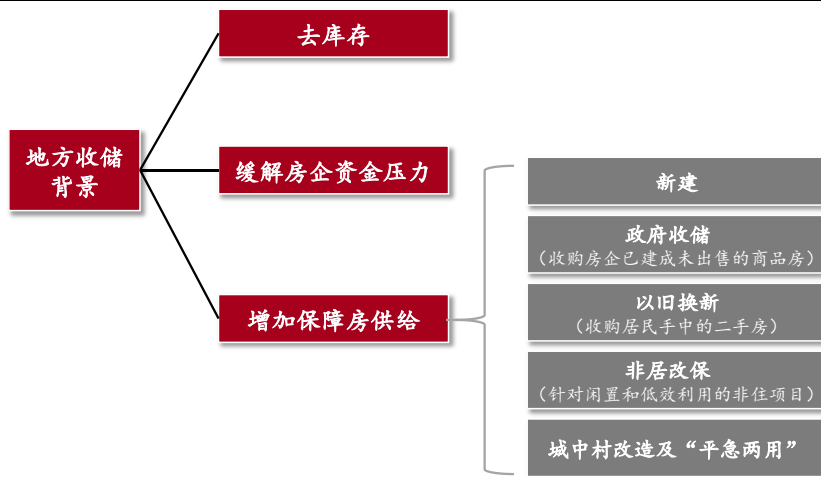 地方收储
背景
去库存
缓解房企资金压力
增加保障房供给
新建
政府收储
（收购房企已建成未出售的商品房）
以旧换新
（收购居民手中的二手房）
非居改保
（针对闲置和低效利用的非住项目）
城中村改造及“平急两用”